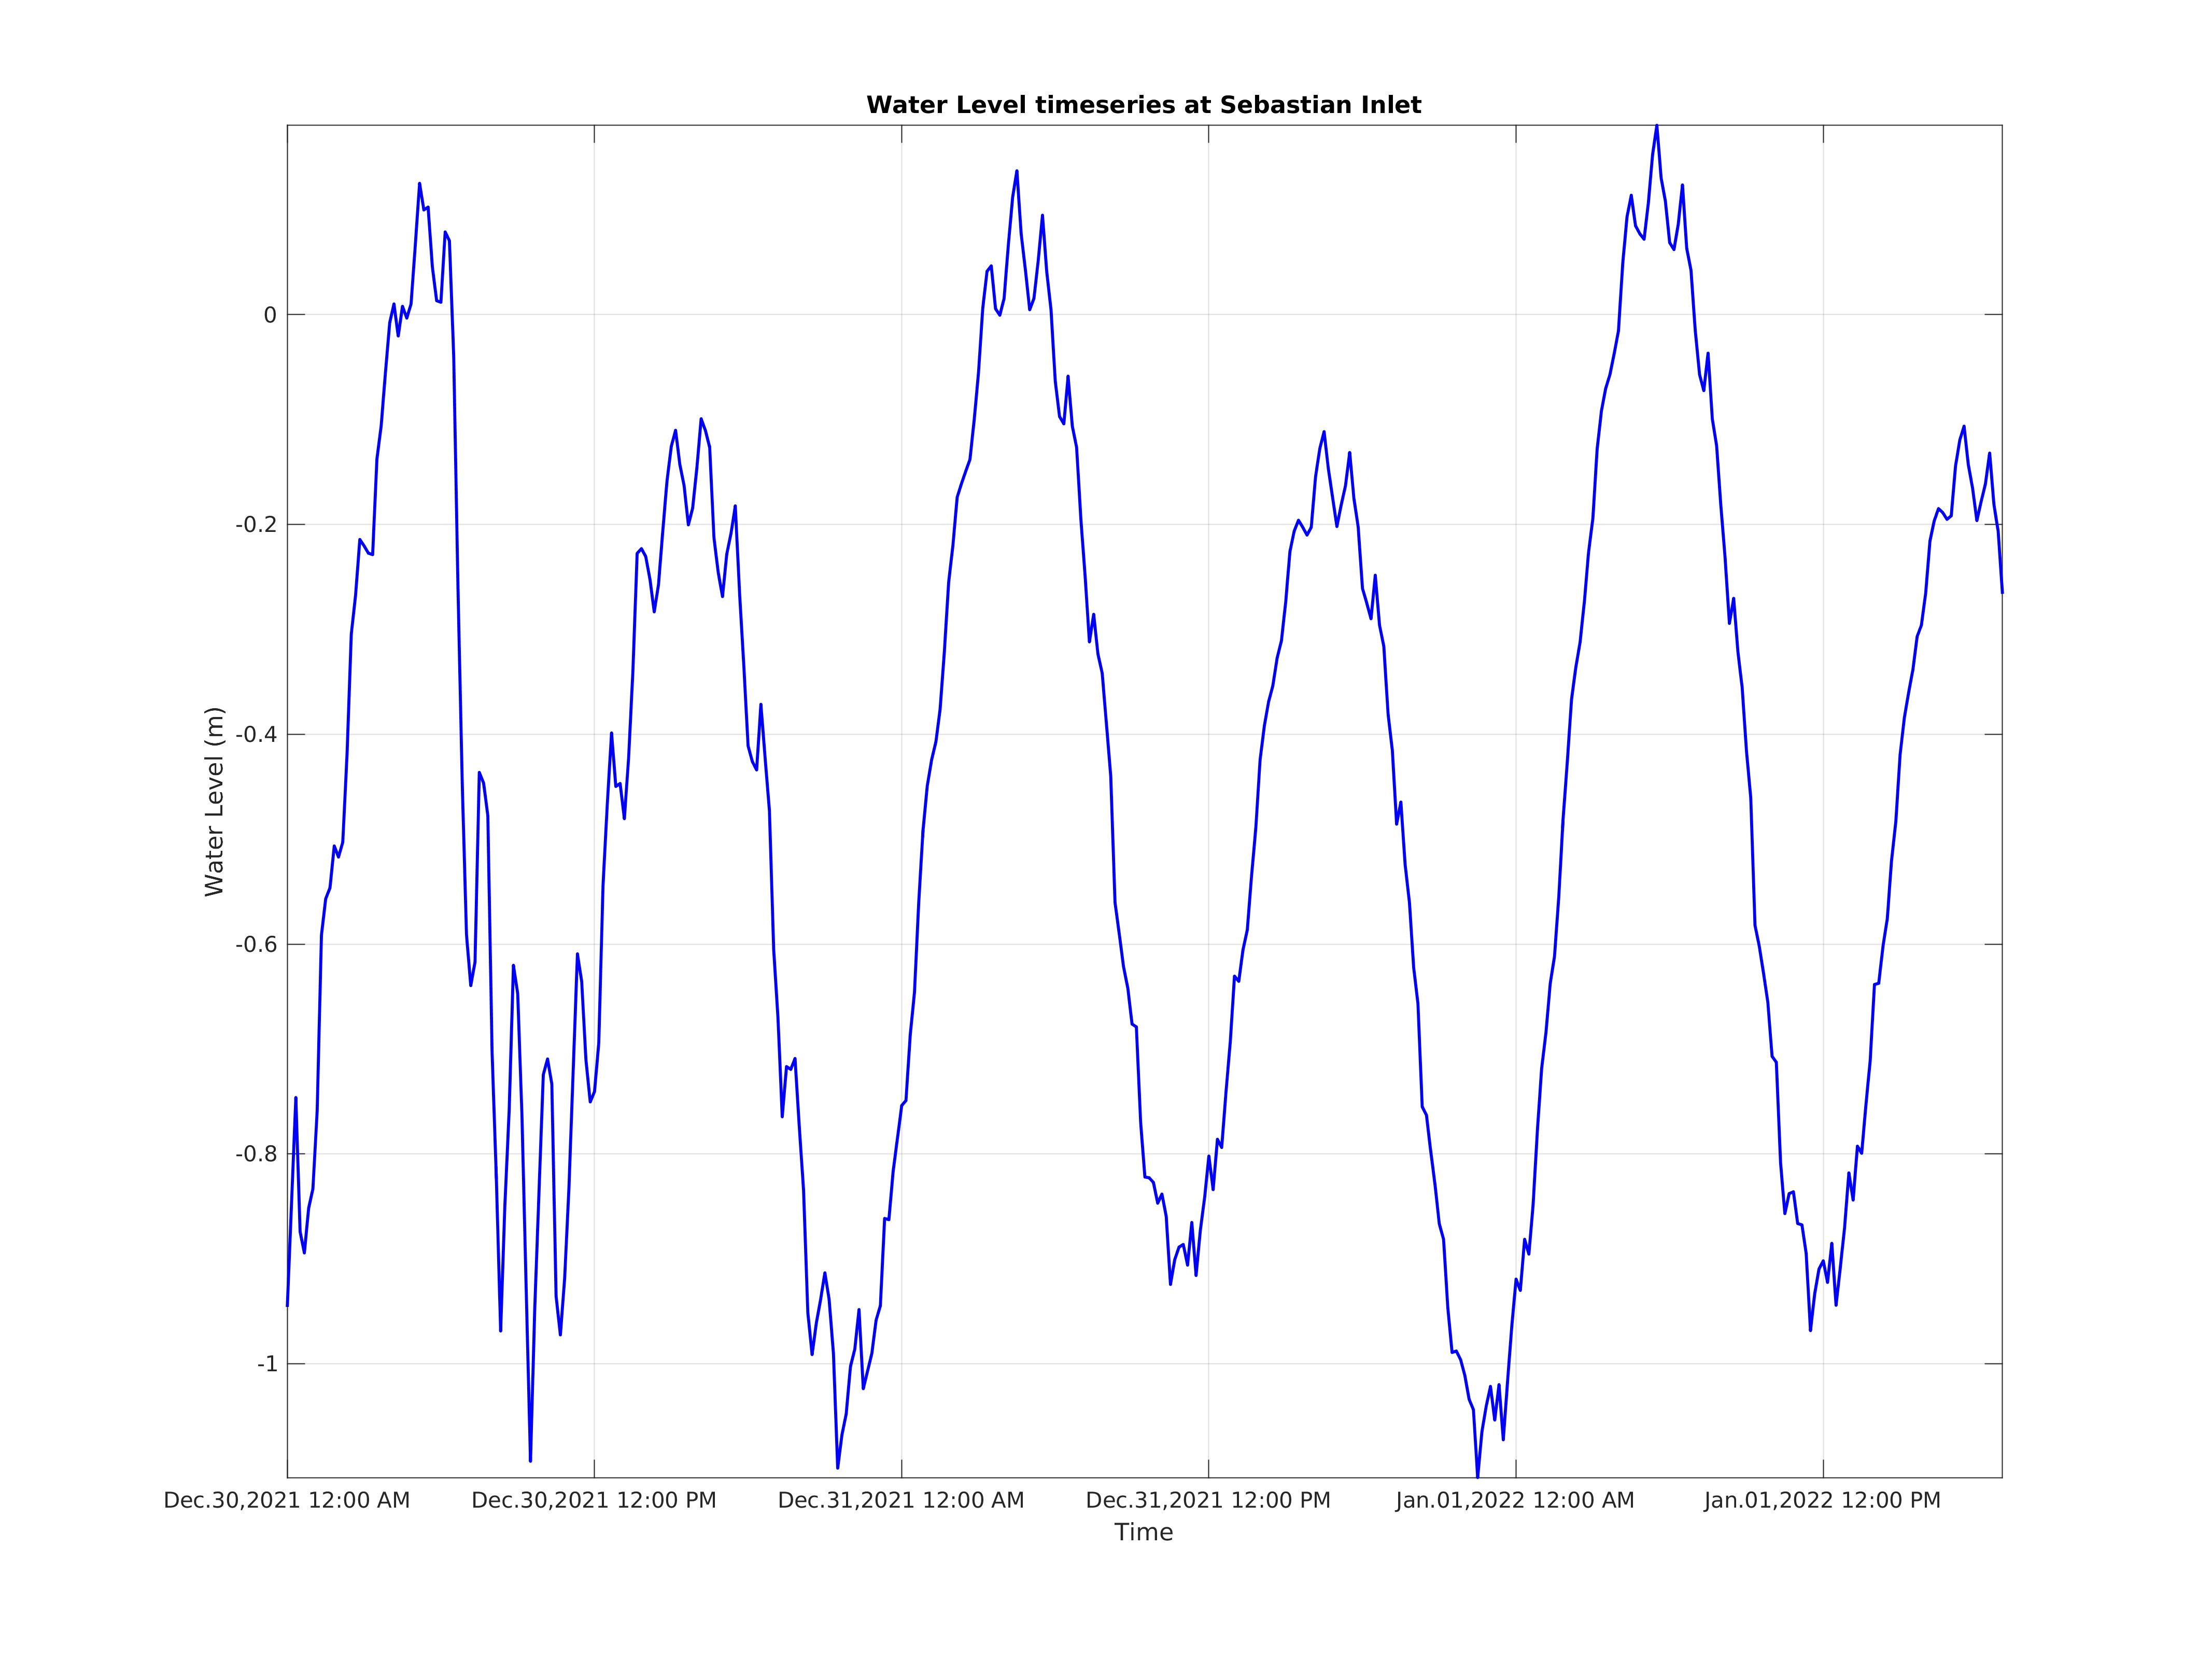 Water Level timeseries at Sebastian Inlet
0
-0.2
-0.4
-0.6
-0.8
-1
Water Level (m)
Dec.30,2021 12:00 AM
Dec.30,2021 12:00 PM
Dec.31,2021 12:00 AM
Dec.31,2021 12:00 PM
Jan.01,2022 12:00 AM
Jan.01,2022 12:00 PM
Time